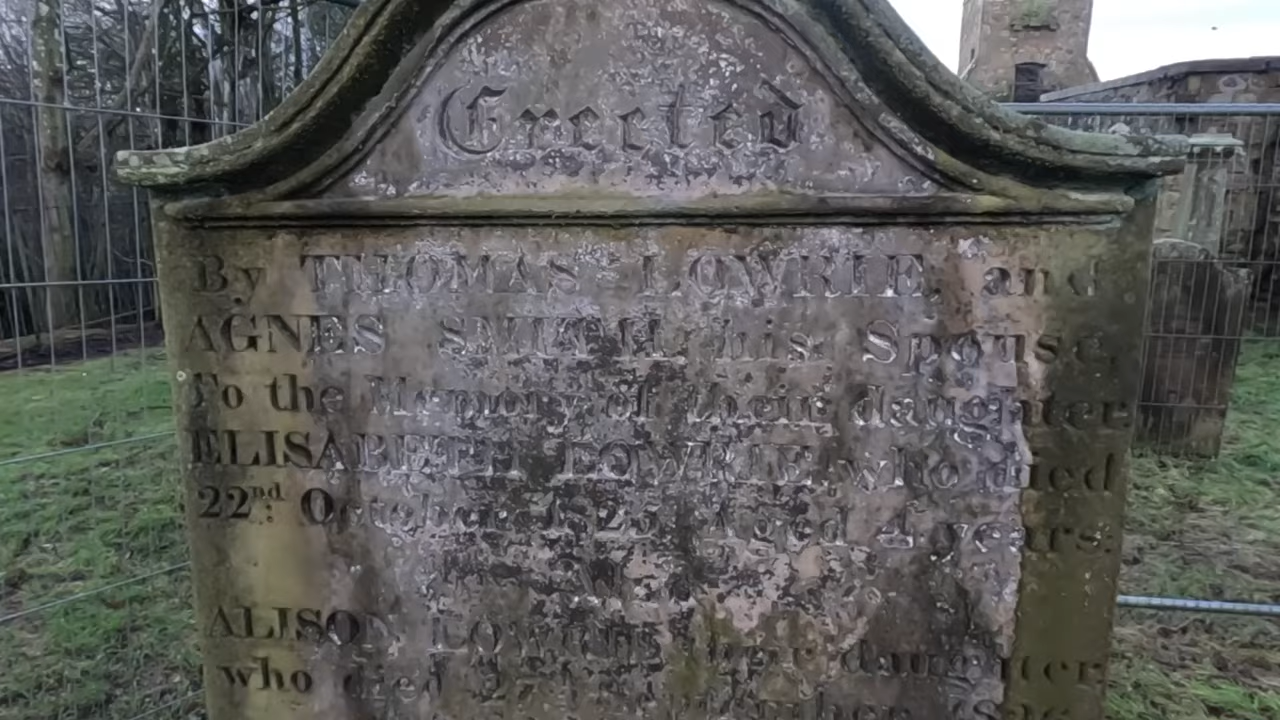 Erected
By THOMAS LOWRIE, and
AGNES SMITH his Spouse
To the Memory of their daughter
ELISABETH LOWRIE, who died
22nd October 1825 Aged 4 years.
ALISON LOWRIE their daughter
who died